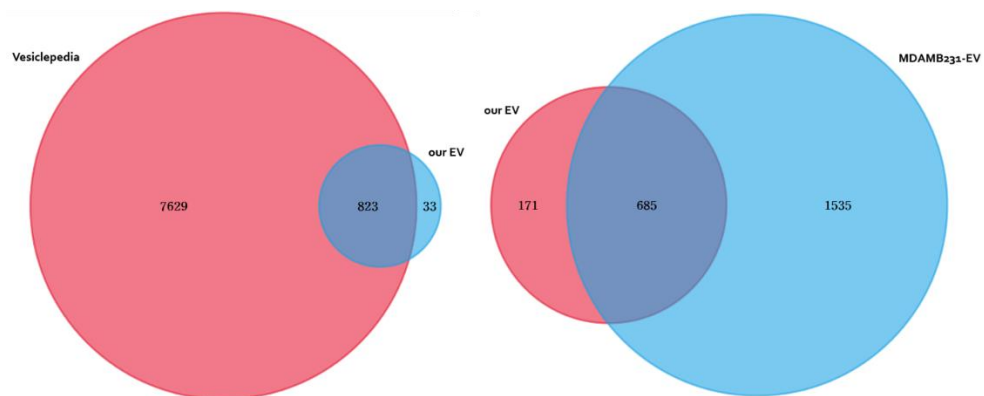 Vesiclepedia
our EV
7629
823
33
MDAMB231-EV
our EV
171
685
1535